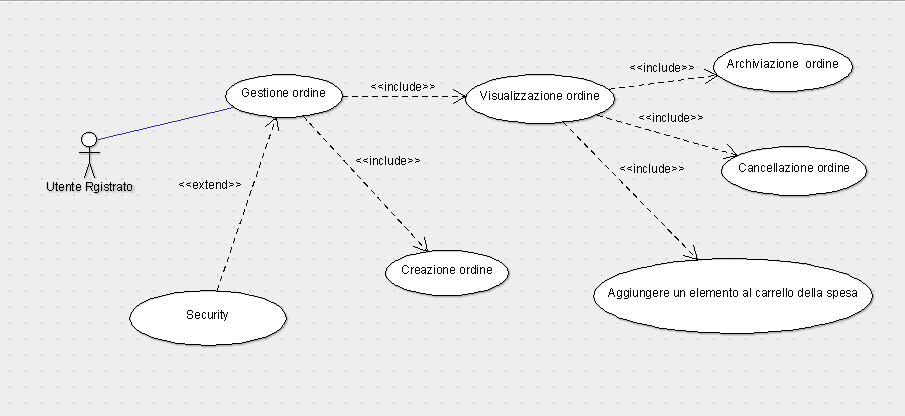 Archiviazione ordine
<<include>>
Gestione ordine
<<include>>
Visualizzazione ordine
<<include>>
<<include>>
<<include>>
Cancellazione ordine
Utente Rgistrato
<<extend>>
Creazione ordine
Aggiungere un elemento al carrello della spesa
Security